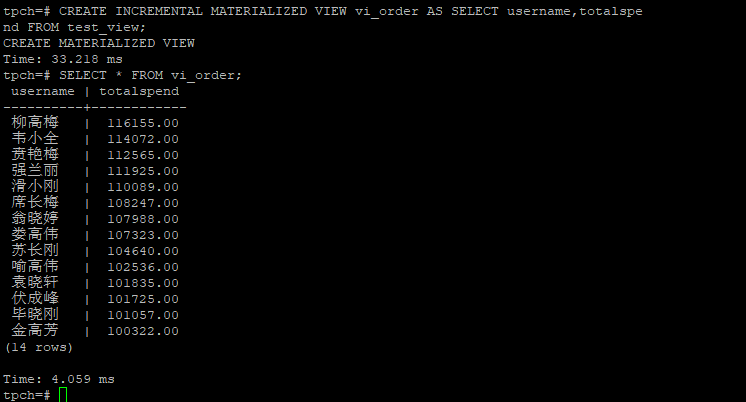 tpch=# CREATE INCREMENTAL MATERIALIZED VIEW vi_order AS SELECT username,totalspe
nd FROM test_view;
CREATE MATERIALIZED VIEW
Time: 33.218 ms
tpch=# SELECT * FROM vi_order;
 username | totalspend
----------+------------
 柳高梅   |  116155.00
 韦小全   |  114072.00
 贲艳梅   |  112565.00
 强兰丽   |  111925.00
 滑小刚   |  110089.00
 席长梅   |  108247.00
 翁晓婷   |  107988.00
 娄高伟   |  107323.00
 苏长刚   |  104640.00
 喻高伟   |  102536.00
 袁晓轩   |  101835.00
 伏成峰   |  101725.00
 毕晓刚   |  101057.00
 金高芳   |  100322.00
(14 rows)

Time: 4.059 ms
tpch=#